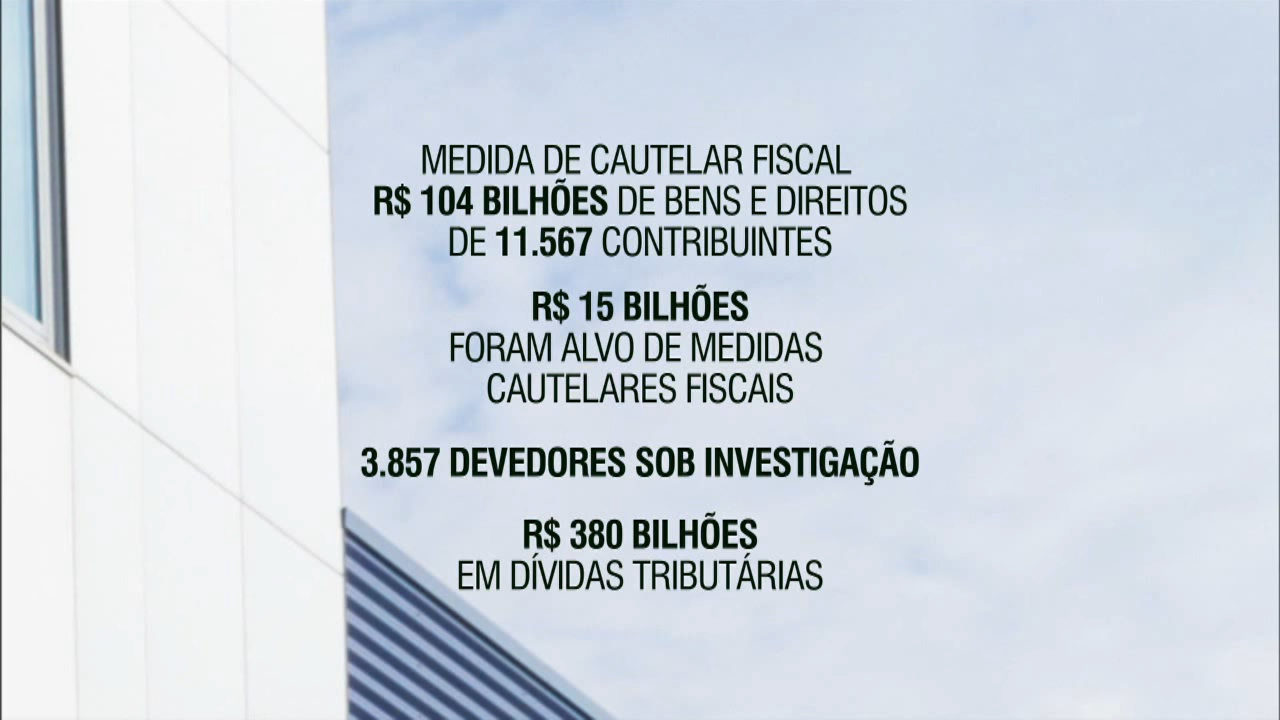 MEDIDA DE CAUTELAR FISCAL
R$ 104 BILHÕES DE BENS E DIREITOS
DE 11.567 CONTRIBUINTES
R$ 15 BILHÕES
FORAM ALVO DE MEDIDAS
CAUTELARES FISCAIS
3.857 DEVEDORES SOB INVESTIGAÇÃO
R$ 380 BILHÕES
EM DÍVIDAS TRIBUTÁRIAS